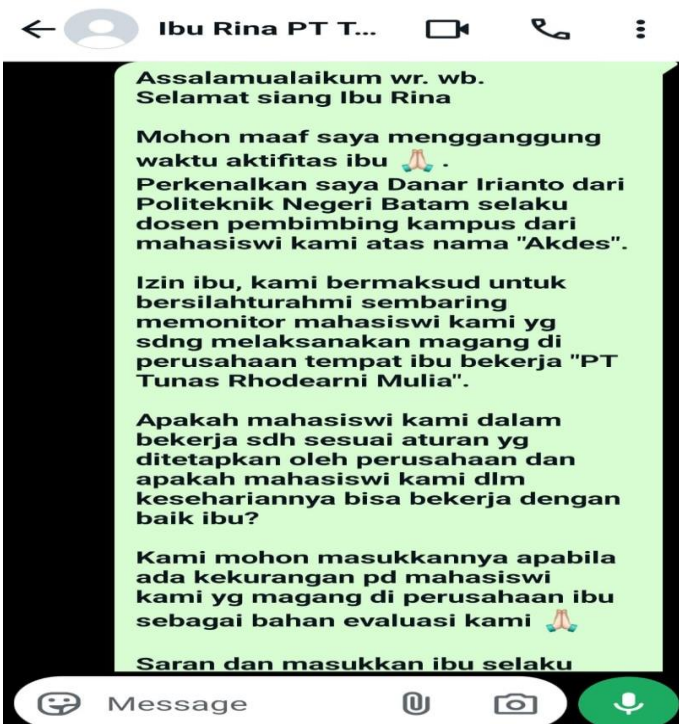 Ibu Rina PT T...
Assalamualaikum wr. wb.
Selamat siang Ibu Rina
Mohon maaf saya mengganggung
waktu aktifitas ibu 🙏🏻 .
Perkenalkan saya Danar Irianto dari
Politeknik Negeri Batam selaku
dosen pembimbing kampus dari
mahasiswi kami atas nama "Akdes".
Izin ibu, kami bermaksud untuk
bersilahturahmi sembaring
memonitor mahasiswi kami yg
sdng melaksanakan magang di
perusahaan tempat ibu bekerja "PT
Tunas Rhodearni Mulia".
Apakah mahasiswi kami dalam
bekerja sdh sesuai aturan yg
ditetapkan oleh perusahaan dan
apakah mahasiswi kami dlm
kesehariannya bisa bekerja dengan
baik ibu?
Kami mohon masukkannya apabila
ada kekurangan pd mahasiswi
kami yg magang di perusahaan ibu
sebagai bahan evaluasi kami 🙏🏻
Saran dan masukkan ibu selaku
Message